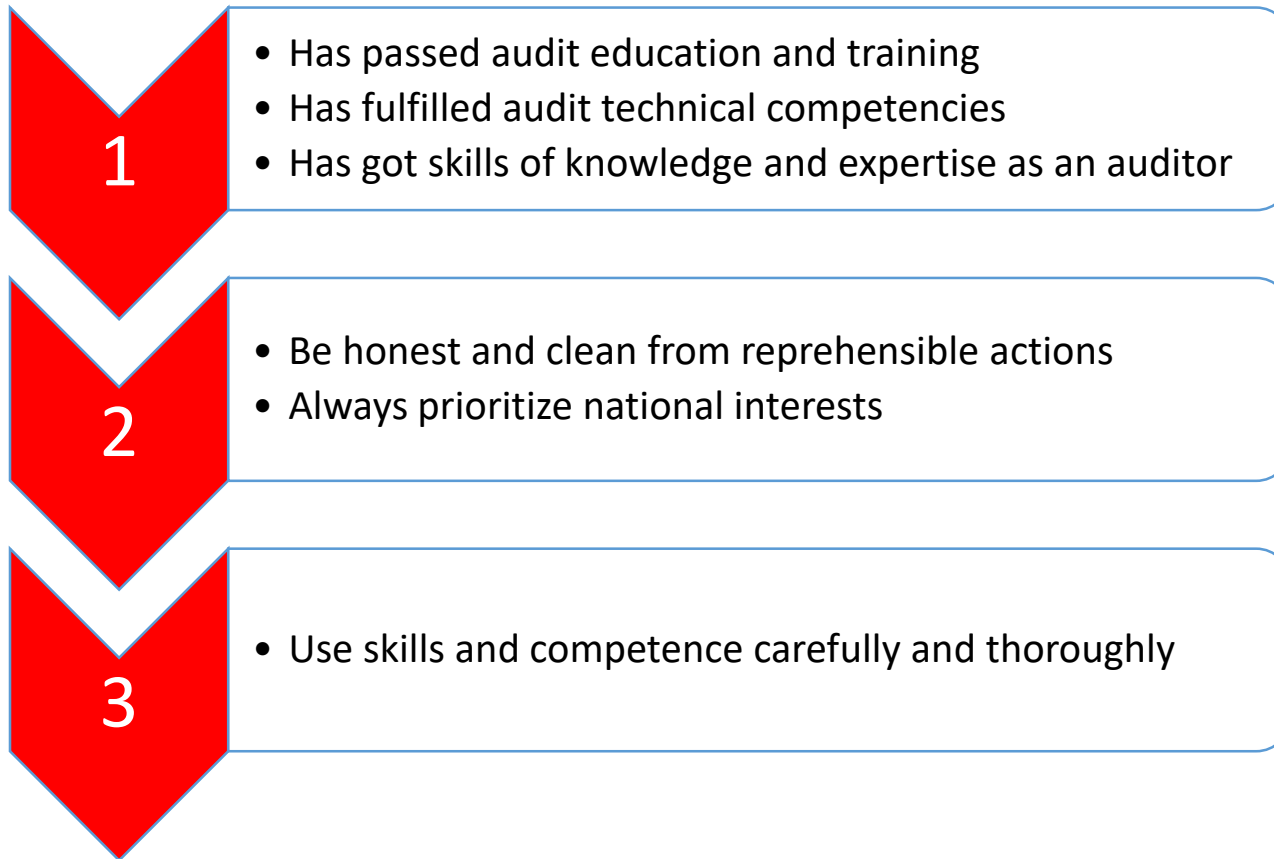 1
• Has passed audit education and training
• Has fulfilled audit technical competencies
• Has got skills of knowledge and expertise as an auditor
2
• Be honest and clean from reprehensible actions
• Always prioritize national interests
3
• Use skills and competence carefully and thoroughly